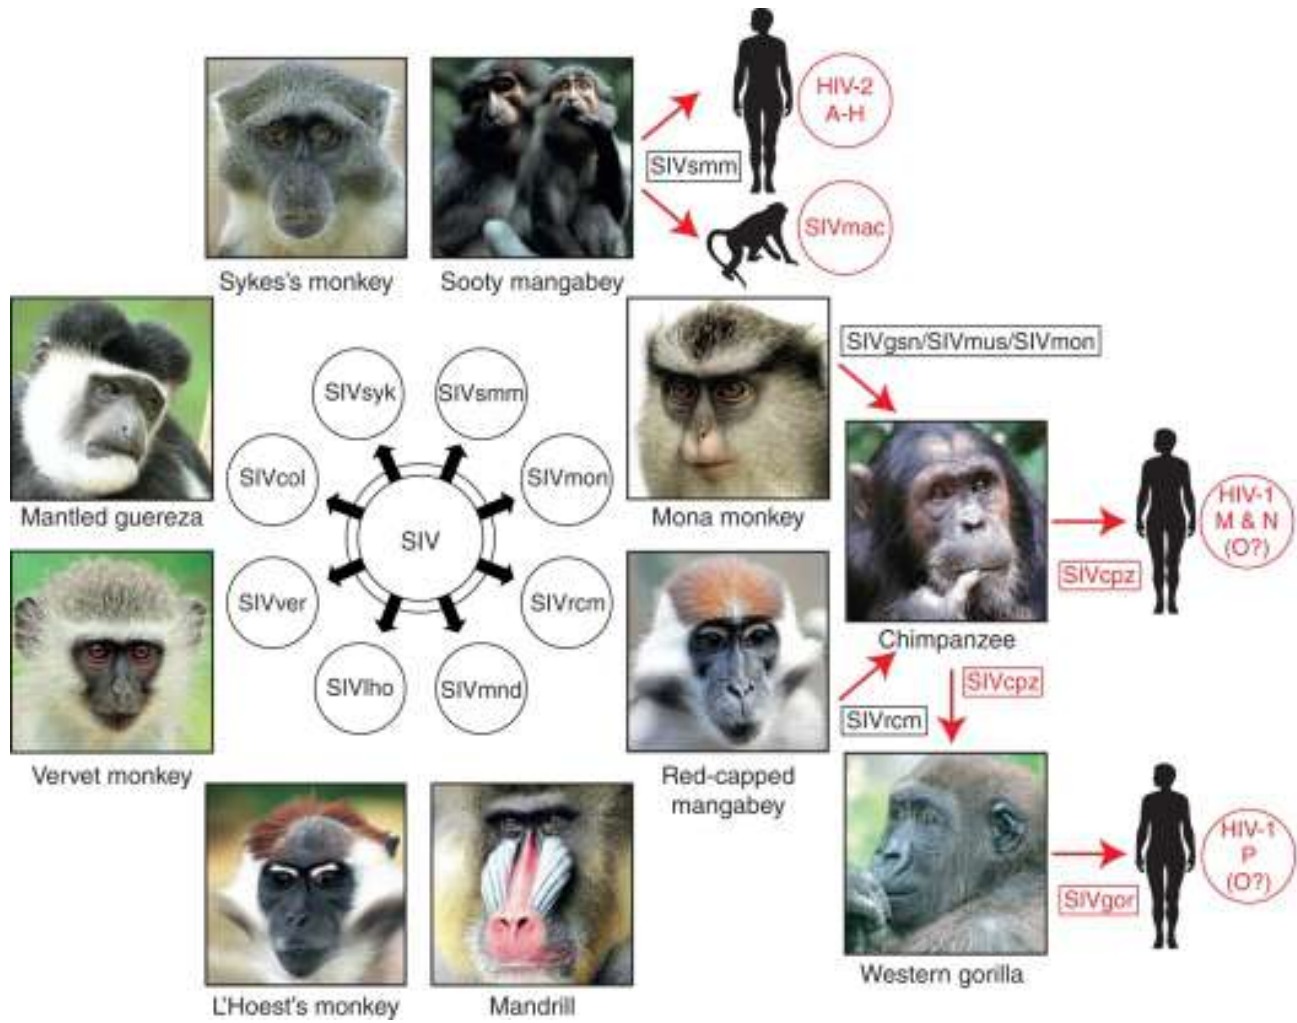 HIV-2
A-H
SIVsmm
SIVmac
Sykes's monkey
Sooty mangabey
SIVgsn/SIVmus/SIVmon
SIVsyk
SIVsmm
SIVcol
SIVmon
Mantled guereza
Mona monkey
HIV-1
M & N
(O?)
SIV
SIVcpz
SIVver
SIVrcm
Chimpanzee
SIVcpz
SIVlho
SIVmnd
SIVrcm
Vervet monkey
Red-capped
mangabey
HIV-1
P
(O?)
SIVgor
Western gorilla
L'Hoest's monkey
Mandrill